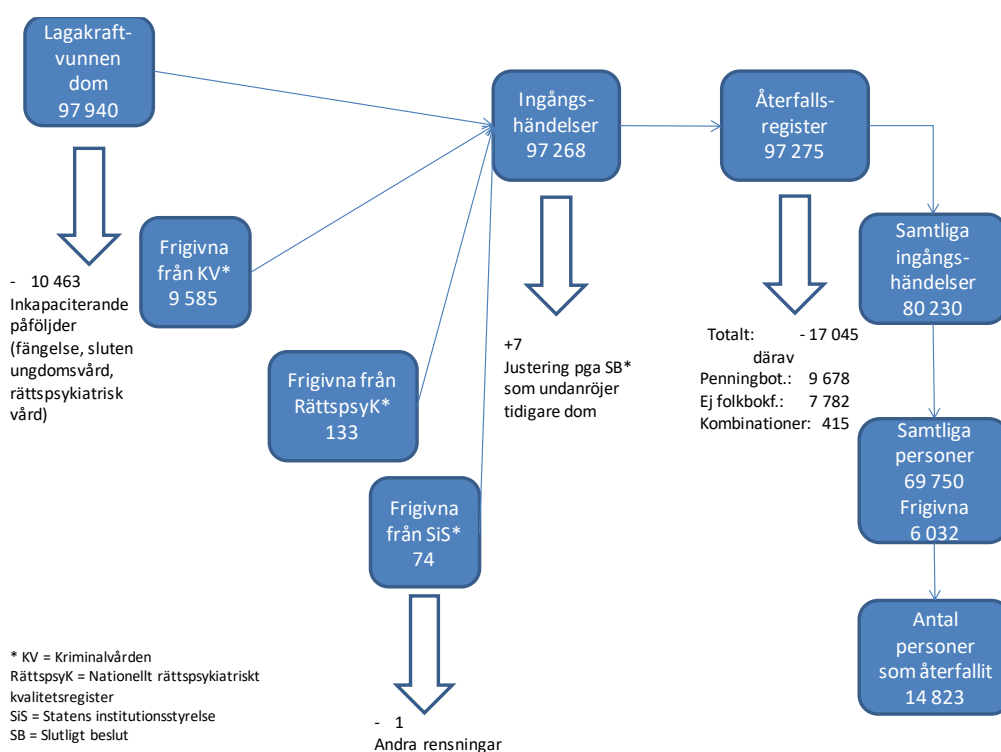 Lagakraft-
vunnen
dom
97 940
- 10 463
Inkapaciterande
påföljder
(fängelse, sluten
ungdomsvård,
rättspsykiatrisk
vård)
Frigivna
från KV*
9 585
Frigivna från
RättspsyK*
133
Frigivna
från SiS*
74
- 1
Andra rensningar
Ingångs-
händelser
97 268
+7
Justering pga SB*
som undanröjer
tidigare dom
Återfalls-
register
97 275
Totalt: - 17 045
därav
Penningbot.: 9 678
Ej folkbokf.: 7 782
Kombinationer: 415
Samtliga
ingångs-
händelser
80 230
Samtliga
personer
69 750
Frigivna
6 032
Antal
personer
som återfallit
14 823
* KV = Kriminalvården
RättspsyK = Nationellt rättspsykiatriskt
kvalitetsregister
SiS = Statens institutionsstyrelse
SB = Slutligt beslut